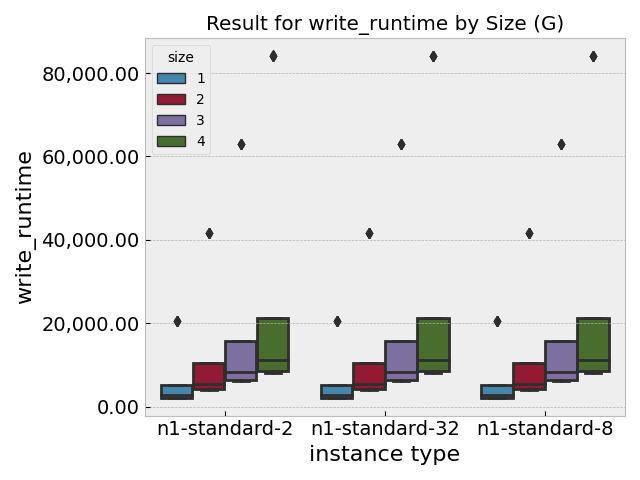 Result for write_runtime by Size (G)
write_runtime
80,000.00
60,000.00
40,000.00
20,000.00
0.00
size
1
2
3
4
n1-standard-2
n1-standard-32
n1-standard-8
instance type